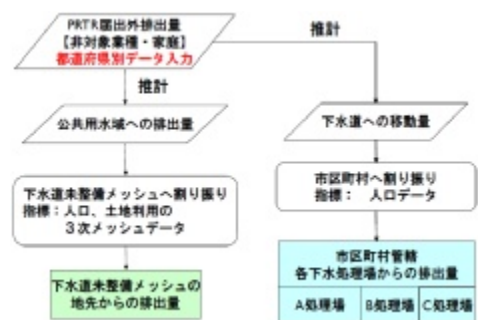 PRTR届出外排出量
【非対象業種・家庭】
都道府県別データ入力
推計
推計
公共用水域への排出量
下水道への移動量
下水道未整備メッシュへ割り振り
指標：人口、土地利用の
３次メッシュデータ
市区町村へ割り振り
指標：　人口データ
下水道未整備メッシュの
地先からの排出量
市区町村管轄
各下水処理場からの排出量
A処理場
B処理場
C処理場